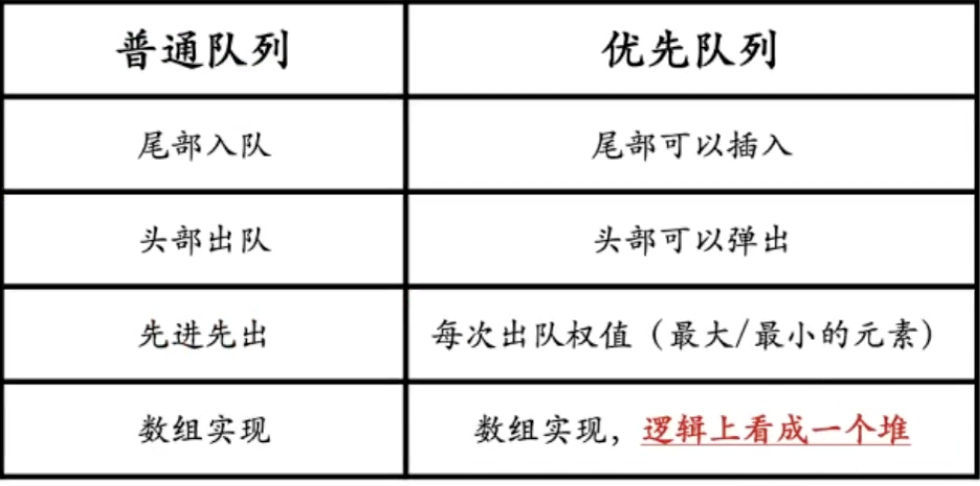 普通队列 优先队列
尾部入队 尾部可以插入
头部出队 头部可以弹出
先进先出 每次出队权值（最大/最小的元素）
数组实现 数组实现，逻辑上看成一个堆